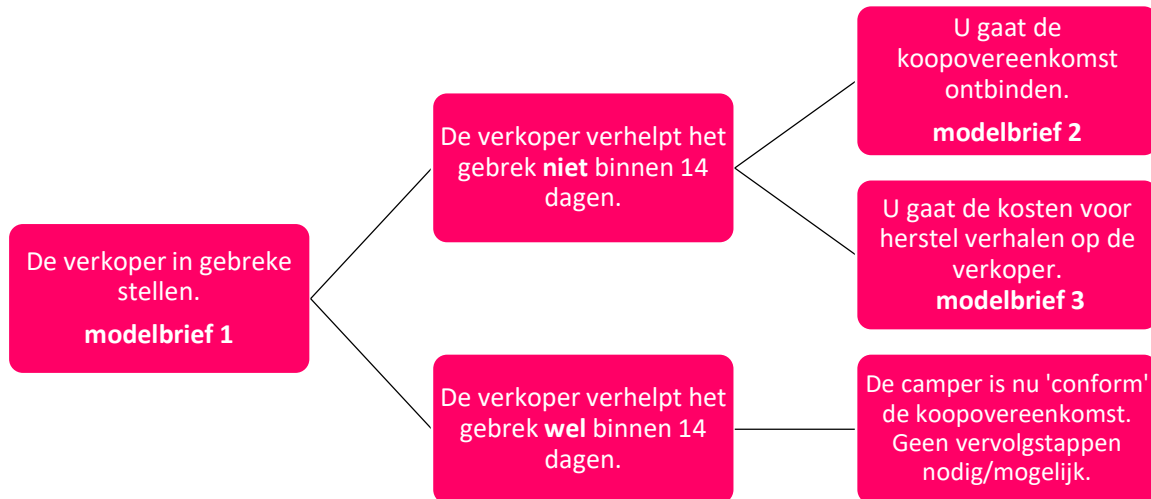 De verkoper in gebreke
stellen.
modelbrief 1
De verkoper verhelpt het
gebrek niet binnen 14
dagen.
U gaat de
koopovereenkomst
ontbinden.
modelbrief 2
U gaat de kosten voor
herstel verhalen op de
verkoper.
modelbrief 3
De verkoper verhelpt het
gebrek wel binnen 14
dagen.
De camper is nu 'conform'
de koopovereenkomst.
Geen vervolgstappen
nodig/mogelijk.